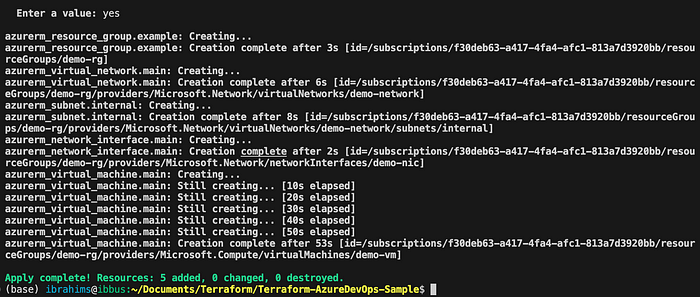 Enter a value: yes
azurerm_resource_group.example: Creating...
azurerm_resource_group.example: Creation complete after 3s [id=/subscriptions/f30deb63-a417-4fa4-afc1-813a7d3920bb/resou
rceGroups/demo-rg]
azurerm_virtual_network.main: Creating...
azurerm_virtual_network.main: Creation complete after 6s [id=/subscriptions/f30deb63-a417-4fa4-afc1-813a7d3920bb/resourc
eGroups/demo-rg/providers/Microsoft.Network/virtualNetworks/demo-network]
azurerm_subnet.internal: Creating...
azurerm_subnet.internal: Creation complete after 8s [id=/subscriptions/f30deb63-a417-4fa4-afc1-813a7d3920bb/resourceGrou
ps/demo-rg/providers/Microsoft.Network/virtualNetworks/demo-network/subnets/internal]
azurerm_network_interface.main: Creating...
azurerm_network_interface.main: Creation complete after 2s [id=/subscriptions/f30deb63-a417-4fa4-afc1-813a7d3920bb/resou
rceGroups/demo-rg/providers/Microsoft.Network/networkInterfaces/demo-nic]
azurerm_virtual_machine.main: Creating...
azurerm_virtual_machine.main: Still creating... [10s elapsed]
azurerm_virtual_machine.main: Still creating... [20s elapsed]
azurerm_virtual_machine.main: Still creating... [30s elapsed]
azurerm_virtual_machine.main: Still creating... [40s elapsed]
azurerm_virtual_machine.main: Still creating... [50s elapsed]
azurerm_virtual_machine.main: Creation complete after 53s [id=/subscriptions/f30deb63-a417-4fa4-afc1-813a7d3920bb/resour
ceGroups/demo-rg/providers/Microsoft.Compute/virtualMachines/demo-vm]
Apply complete! Resources: 5 added, 0 changed, 0 destroyed.
(base) ibrahims@ibbus:~/Documents/Terraform/Terraform-AzureDevOps-Sample$